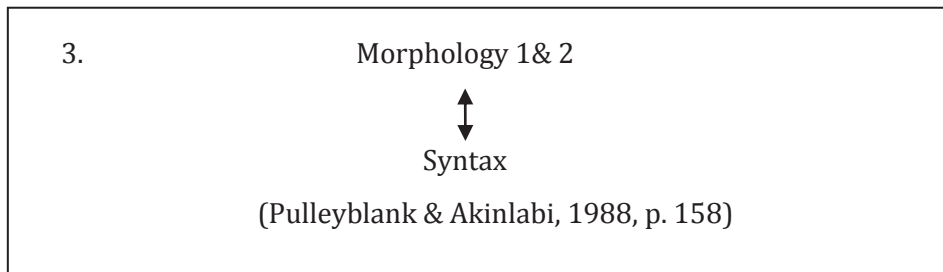 3. Morphology 1& 2
Syntax
(Pulleyblank & Akinlabi, 1988, p. 158)